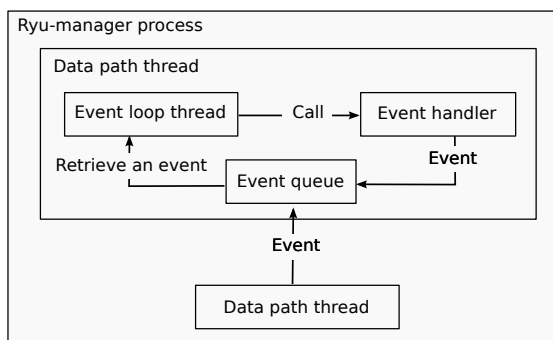 Ryu-manager process
Data path thread
Event loop thread
Call
Event handler
Retrieve an event
Event
Event queue
Event
Data path thread